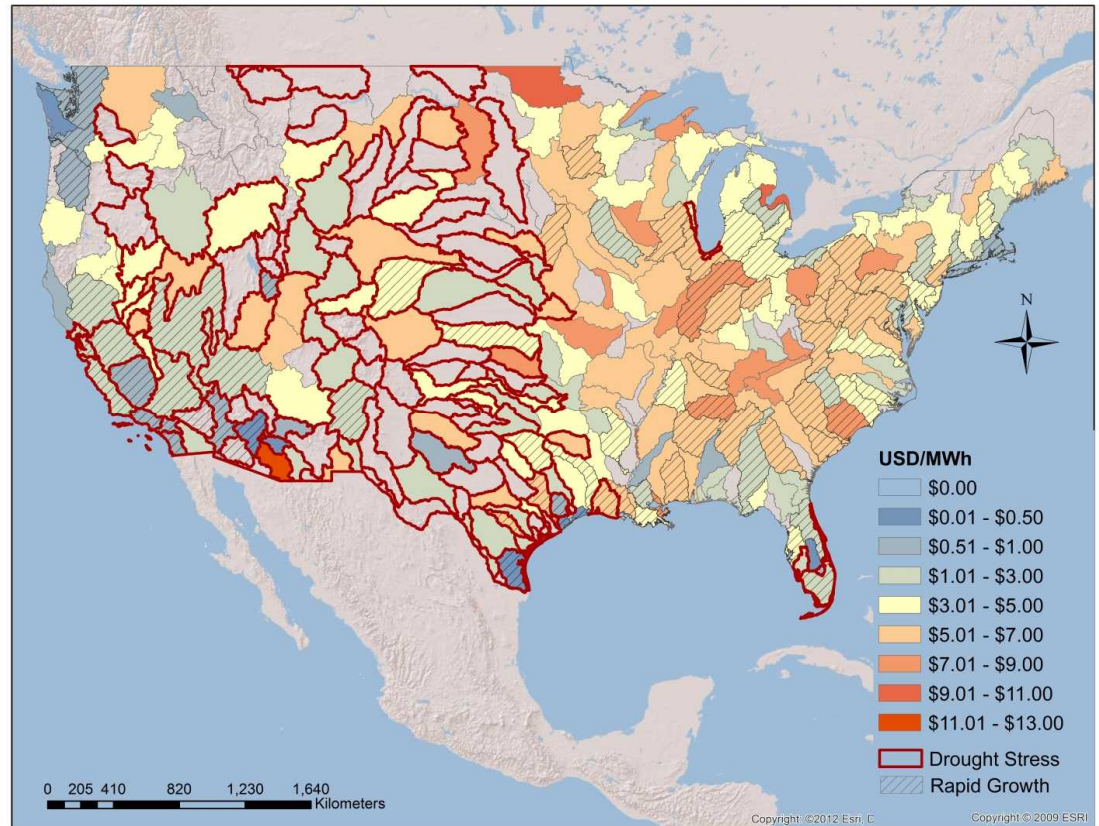 N
USD/MWh
$0.00
$0.01 - $0.50
$0.51 - $1.00
$1.01 - $3.00
$3.01 - $5.00
$5.01 - $7.00
$7.01 - $9.00
$9.01 - $11.00
$11.01 - $13.00
Drought Stress
Rapid Growth
0 205 410 820 1,230 1,640
Kilometers
Copyright: ©2012 Esri, D
Copyright © 2009 ESRI